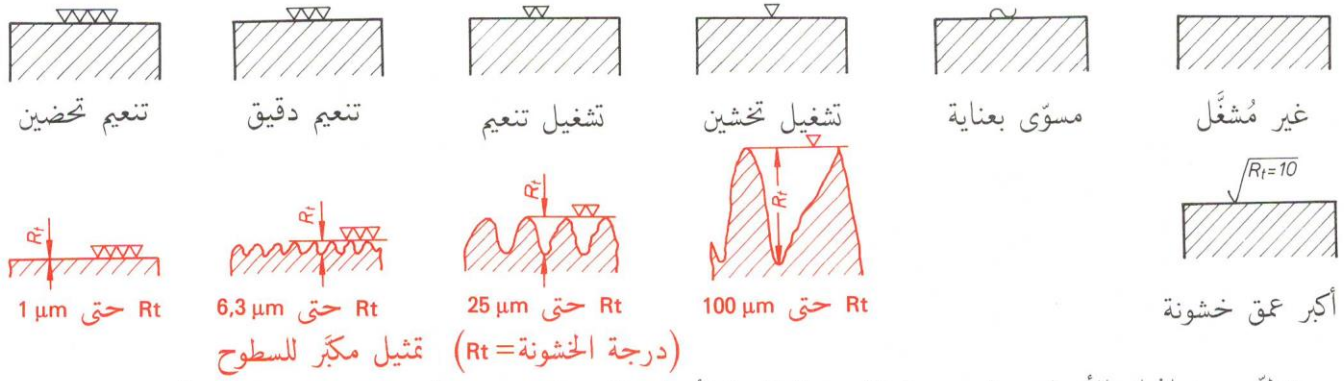 غير مُشغَّل
مسوّى بعناية
تشغيل تخشين
تشغيل تنعيم
تنعيم دقيق
تنعيم تحضين
Rt=10
Rt
Rt
Rt
Rt
أكبر عمق خشونة
Rt حتى 100 μm
Rt حتى 25 μm
Rt حتى 6,3 μm
Rt حتى 1 μm
(درجة الخشونة=Rt) تمثيل مكبَّر للسطوح